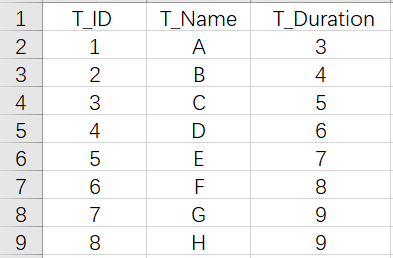 1 T_ID T_Name T_Duration
2 1 A 3
3 2 B 4
4 3 C 5
5 4 D 6
6 5 E 7
7 6 F 8
8 7 G 9
9 8 H 9